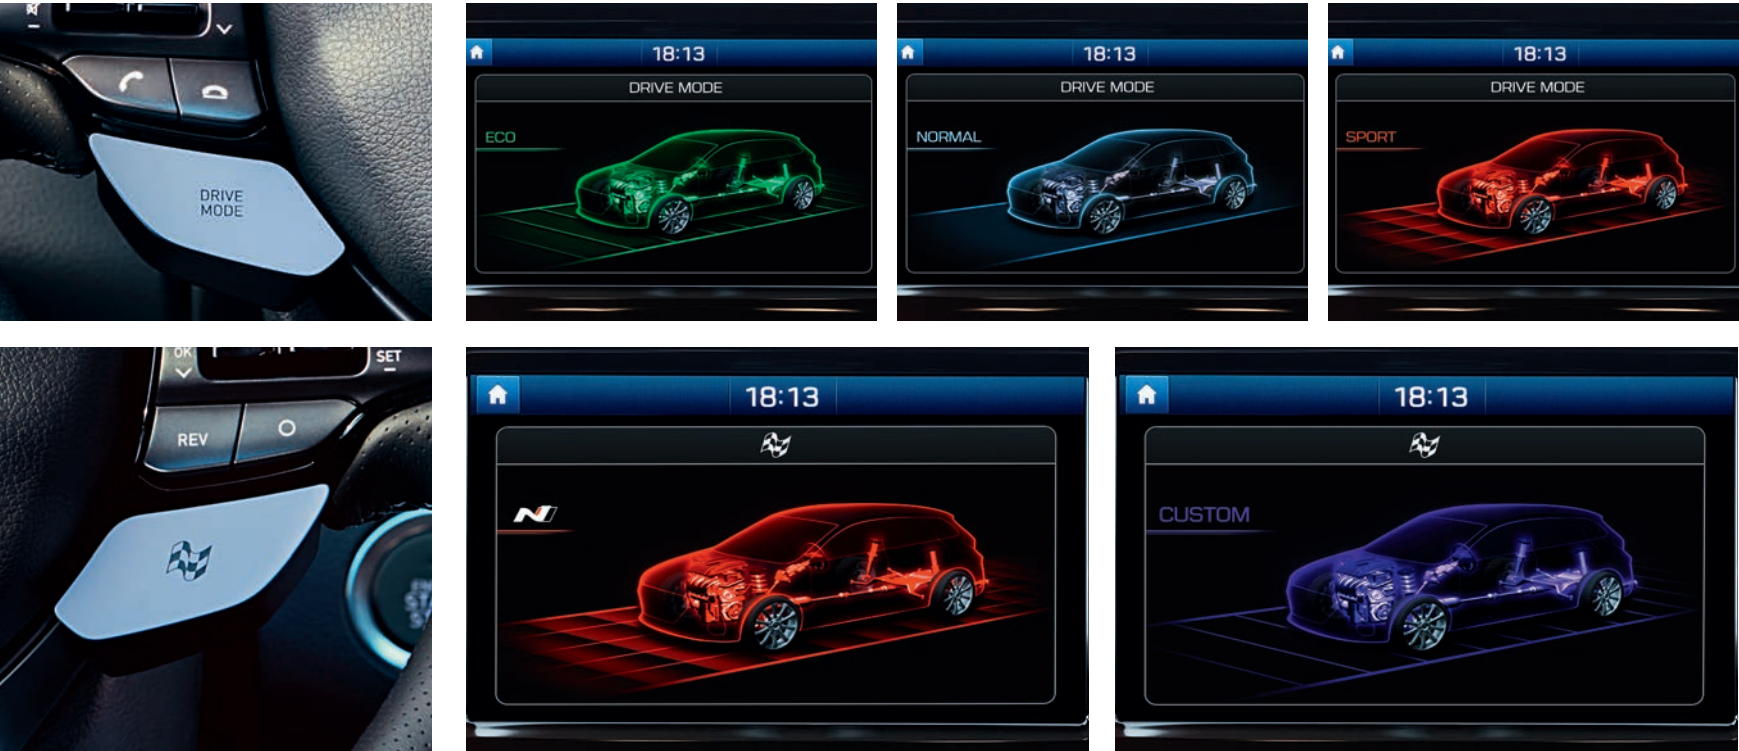 DRIVE
MODE
18:13
DRIVE MODE
ECO
18:13
DRIVE MODE
NORMAL
18:13
DRIVE MODE
SPORT
OK
SET
REV
18:13
N
18:13
CUSTOM